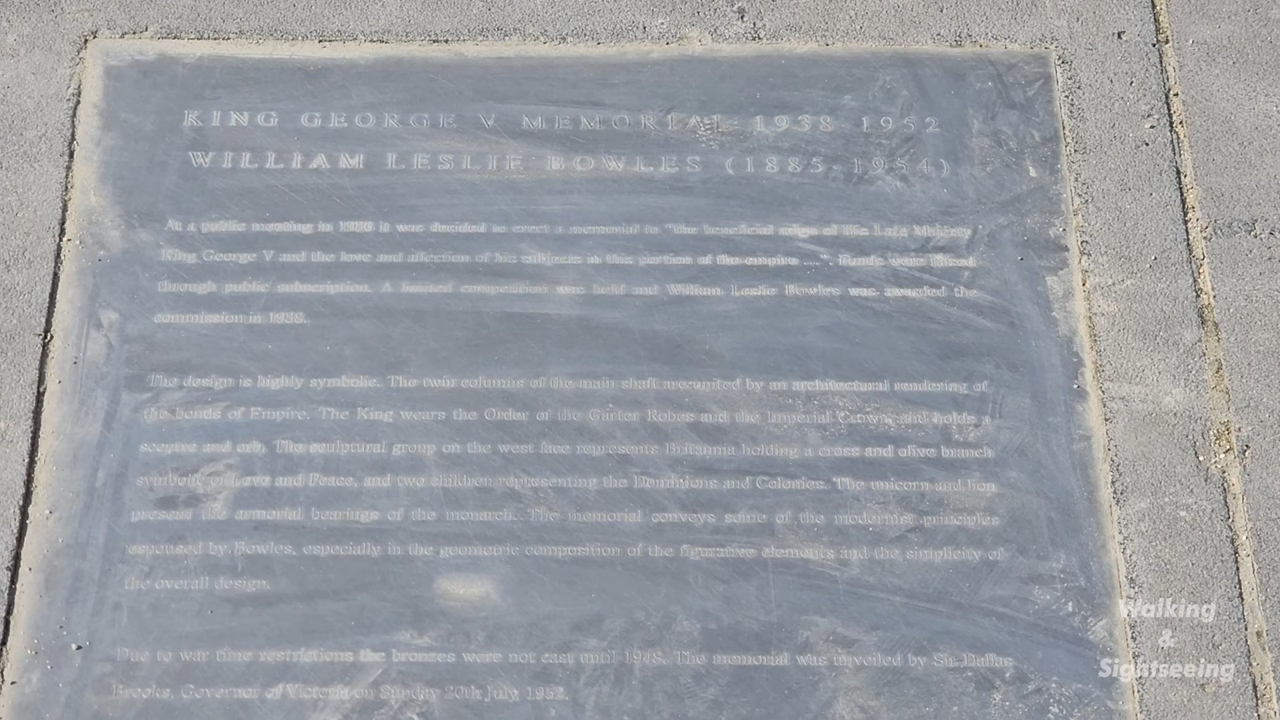 KING GEORGE V MEMORIAL 1938 1952
WILLIAM LESLIE BOWLES (1885-1954)
At a public meeting in 1936 it was decided to erect a memorial to "the beneficial reign of His Late Majesty
King George V and the love and affection of his subjects in this portion of the empire ....". Funds were raised
through public subscription. A limited competition was held and William Leslie Bowles was awarded the
commission in 1938.
The design is highly symbolic. The twin columns of the main shaft are united by an architectural rendering of
the bonds of Empire. The King wears the Order of the Garter Robes and the Imperial Crown, and holds a
sceptre and orb. The sculptural group on the west face represents Britannia holding a cross and olive branch
symbolic of Love and Peace, and two children representing the Dominions and Colonies. The unicorn and lion
present the armorial bearings of the monarch. The memorial conveys some of the modernist principles
espoused by Bowles, especially in the geometric composition of the figurative elements and the simplicity of
the overall design.
Due to war time restrictions the bronzes were not cast until 1948. The memorial was unveiled by Sir Dallas
Brooks, Governor of Victoria on Sunday 20th July, 1952.
Walking
&
Sightseeing